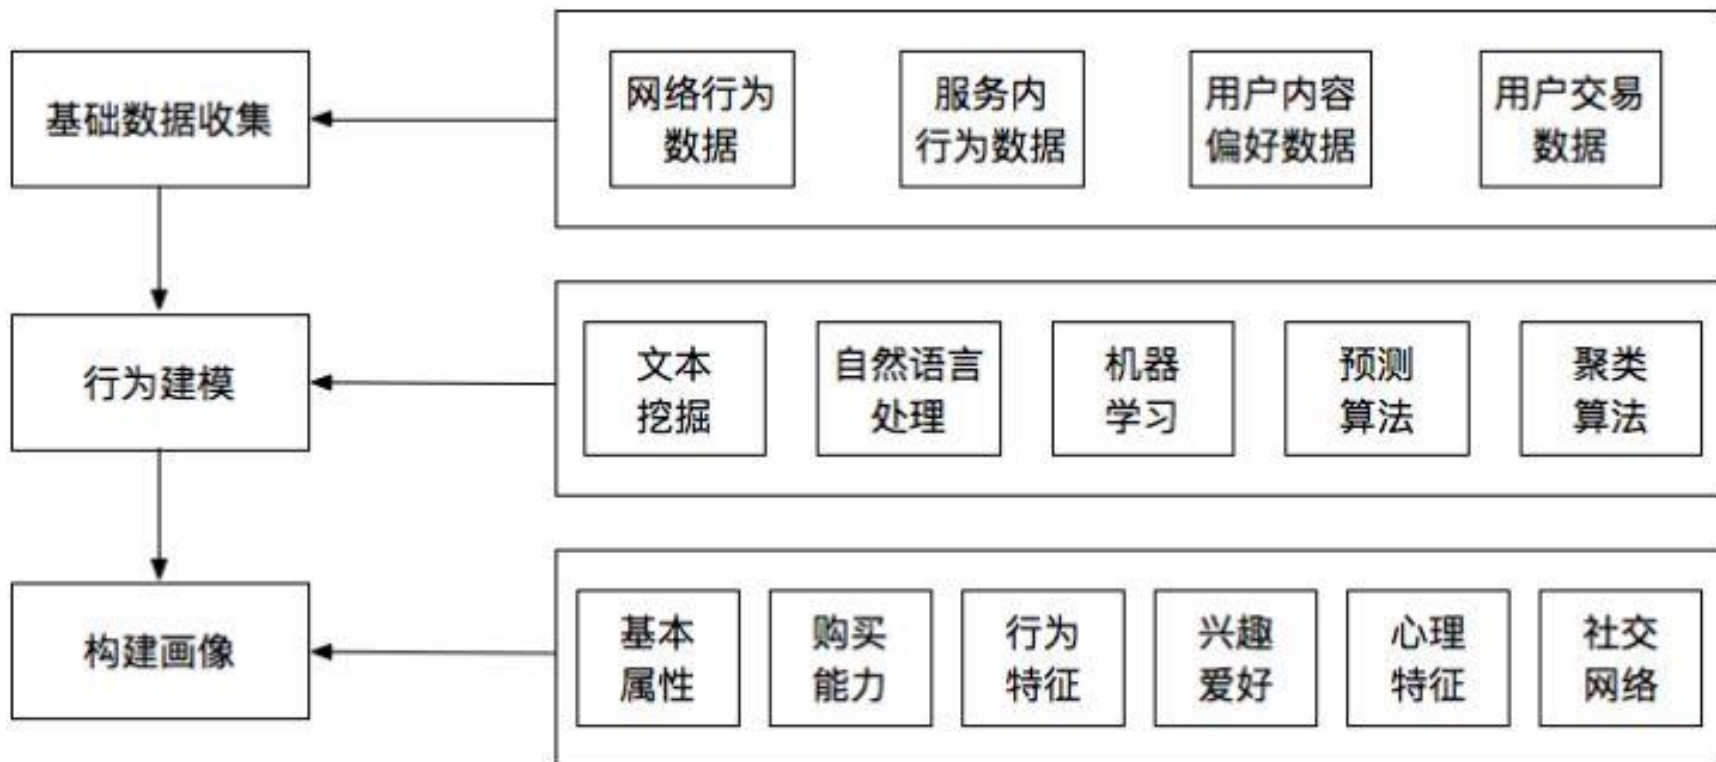 基础数据收集
网络行为
数据
服务内
行为数据
用户内容
偏好数据
用户交易
数据
行为建模
文本
挖掘
自然语言
处理
机器
学习
预测
算法
聚类
算法
构建画像
基本
属性
购买
能力
行为
特征
兴趣
爱好
心理
特征
社交
网络